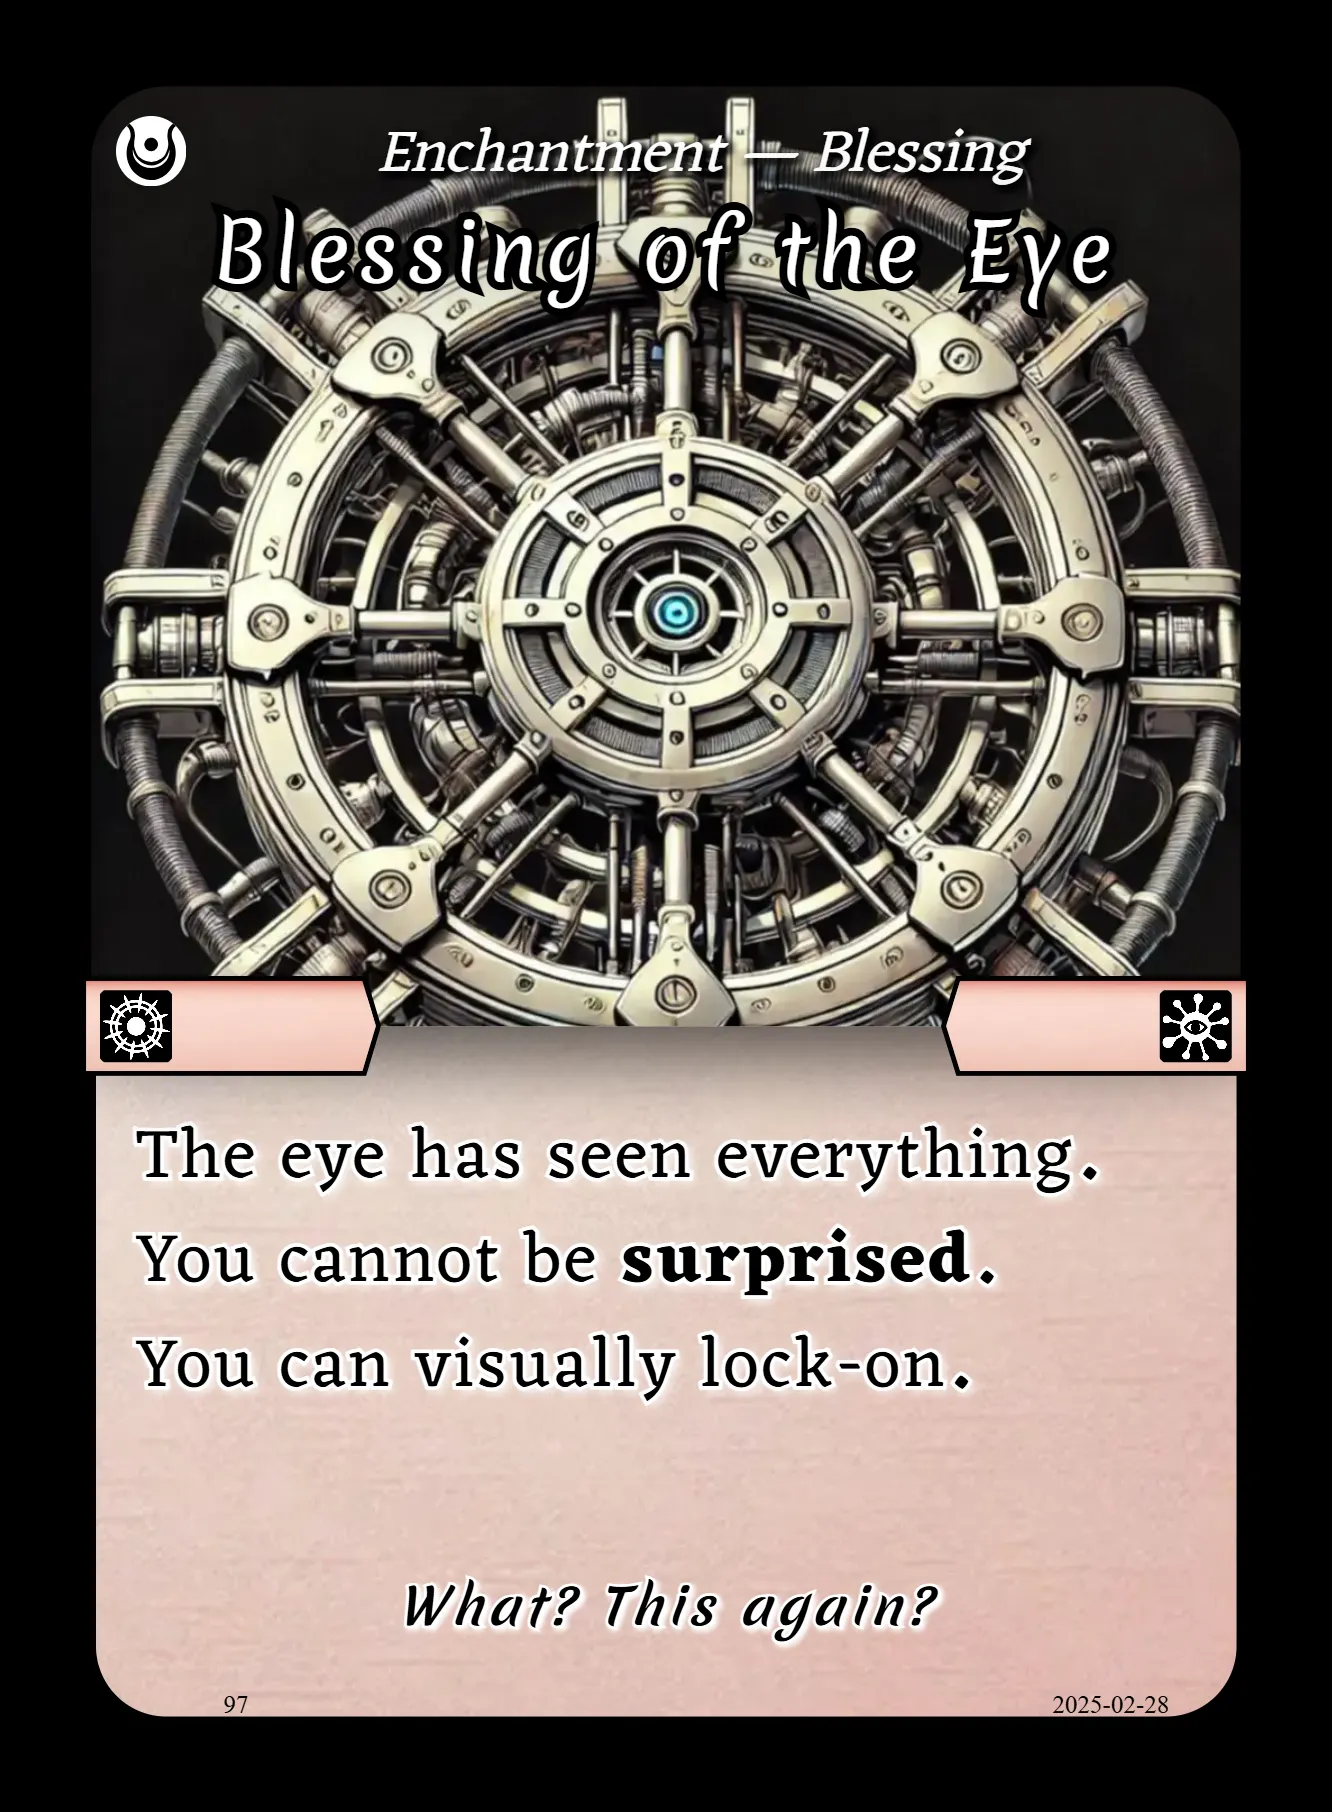 Enchantment — Blessing
Blessing of the Eye
The eye has seen everything.
You cannot be surprised.
You can visually lock-on.
What? This again?
97
2025-02-28